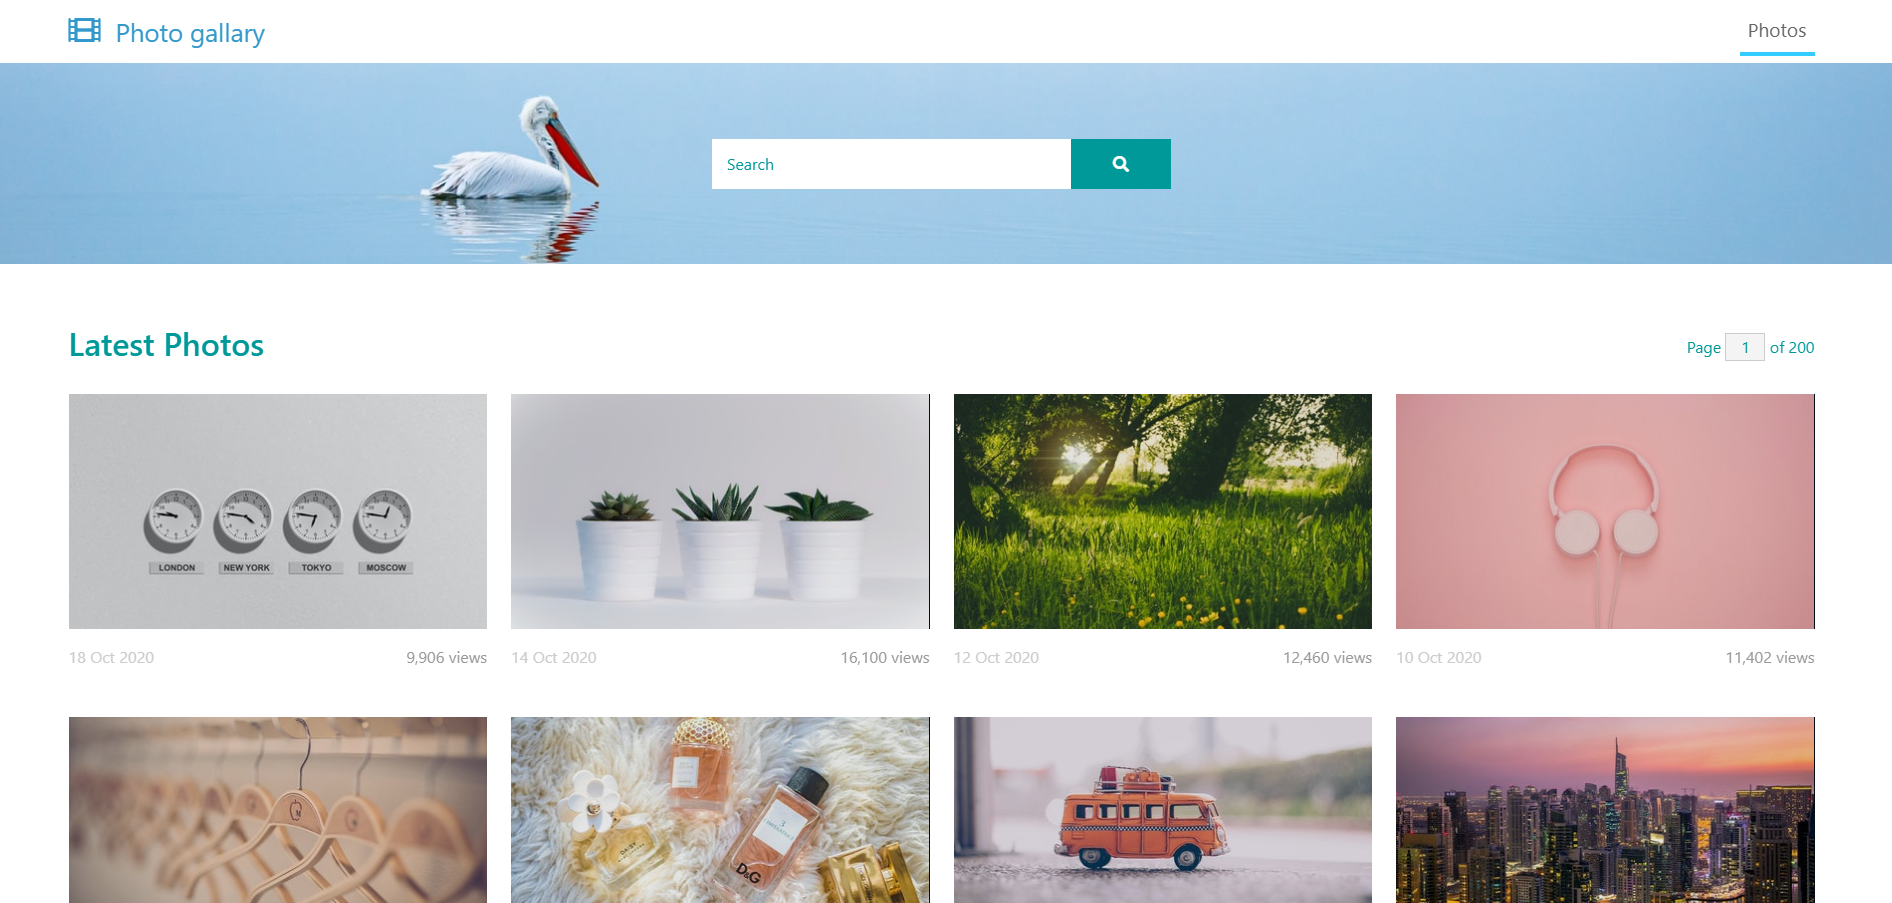 Photo gallary
Photos
Search
Latest Photos
Page 1 of 200
LONDON NEW YORK TOKYO MOSCOW
18 Oct 2020 9,906 views
14 Oct 2020 16,100 views
12 Oct 2020 12,460 views
10 Oct 2020 11,402 views
DAISY
3
D&G